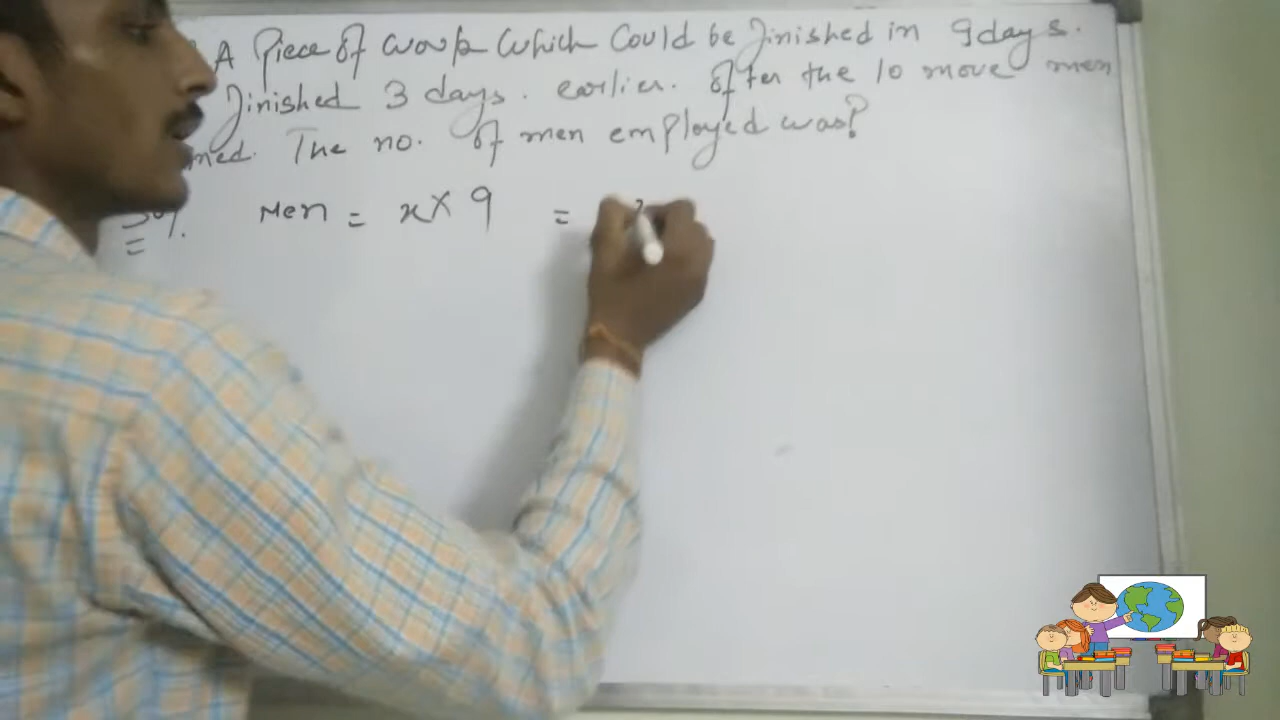 A Piece of work Which Could be finished in 9 days.
finished 3 days. earlier. after the 10 more men
med. The no. of men employed was?
Sol.
Men = x × 9 =